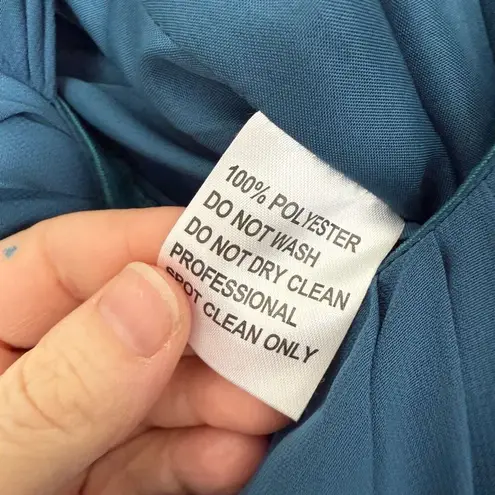 100% POLYESTER
DO NOT WASH
DO NOT DRY CLEAN
PROFESSIONAL
SPOT CLEAN ONLY